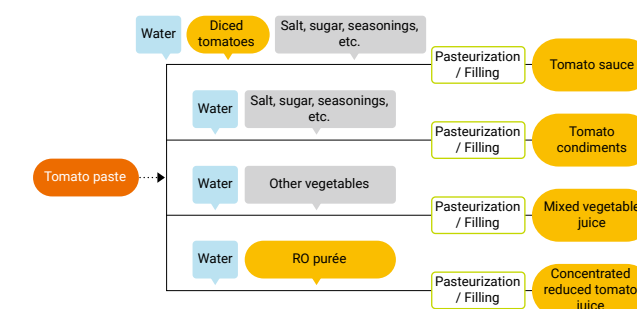 Water
Diced
tomatoes
Salt, sugar, seasonings,
etc.
Pasteurization
/ Filling
Tomato sauce
Water
Salt, sugar, seasonings,
etc.
Pasteurization
/ Filling
Tomato
condiments
Tomato paste
Water
Other vegetables
Pasteurization
/ Filling
Mixed vegetable
juice
Water
RO purée
Pasteurization
/ Filling
Concentrated
reduced tomato
juice